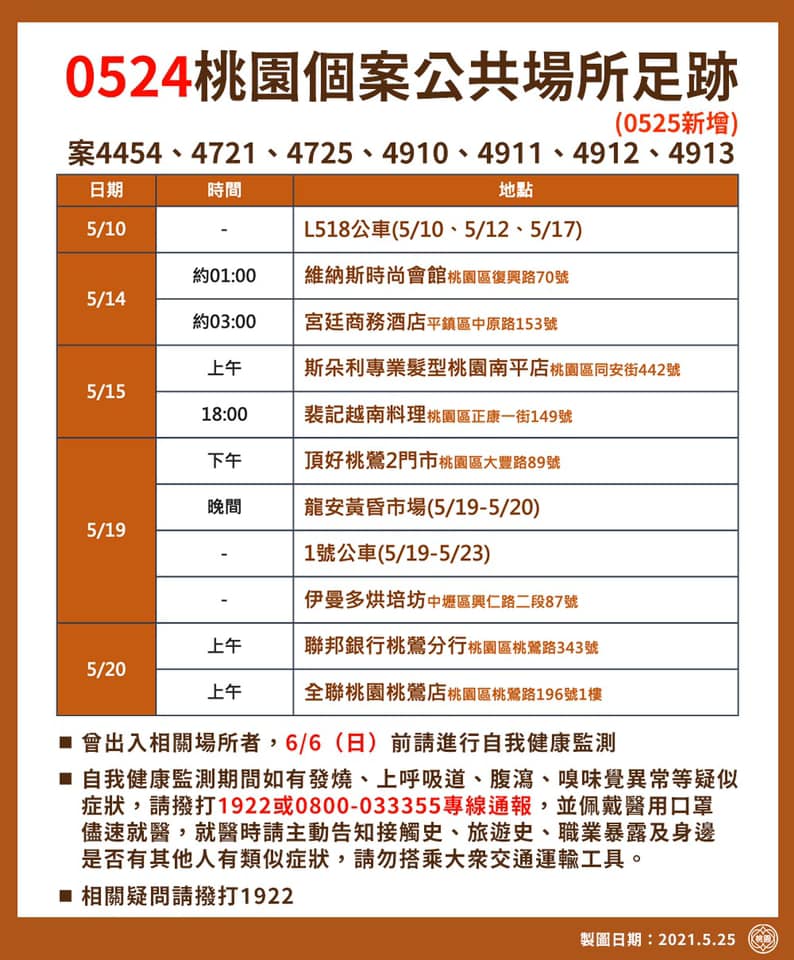 0524桃園個案公共場所足跡
(0525新增)
案4454、4721、4725、4910、4911、4912、4913
日期 時間 地點
5/10 - L518公車(5/10、5/12、5/17)
5/14 約01:00 維納斯時尚會館桃園區復興路70號
約03:00 宮廷商務酒店平鎮區中原路153號
5/15 上午 斯朵利專業髮型桃園南平店桃園區同安街442號
18:00 裴記越南料理桃園區正康一街149號
5/19 下午 頂好桃鶯2門市桃園區大豐路89號
晚間 龍安黃昏市場(5/19-5/20)
- 1號公車(5/19-5/23)
- 伊曼多烘培坊中壢區興仁路二段87號
5/20 上午 聯邦銀行桃鶯分行桃園區桃鶯路343號
上午 全聯桃園桃鶯店桃園區桃鶯路196號1樓
■ 曾出入相關場所者，6/6（日）前請進行自我健康監測
■ 自我健康監測期間如有發燒、上呼吸道、腹瀉、嗅味覺異常等疑似
症狀，請撥打1922或0800-033355專線通報，並佩戴醫用口罩
儘速就醫，就醫時請主動告知接觸史、旅遊史、職業暴露及身邊
是否有其他人有類似症狀，請勿搭乘大眾交通運輸工具。
■ 相關疑問請撥打1922
製圖日期：2021.5.25 桃園